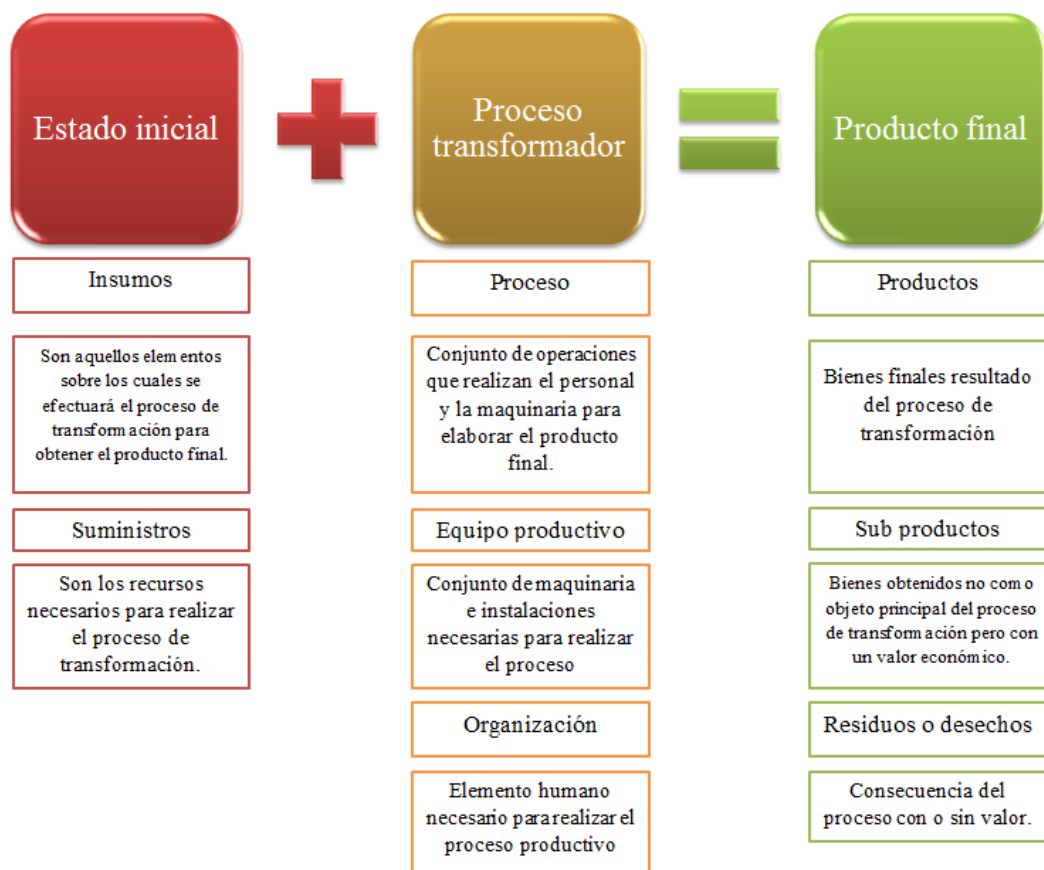 Estado inicial
Insumos
Son aquellos elementos
sobre los cuales se
efectuará el proceso de
transformación para
obtener el producto final.
Suministros
Son los recursos
necesarios para realizar
el proceso de
transformación.
Proceso
transformador
Proceso
Conjunto de operaciones
que realizan el personal
y la maquinaria para
elaborar el producto
final.
Equipo productivo
Conjunto de maquinaria
e instalaciones
necesarias para realizar
el proceso
Organización
Elemento humano
necesario para realizar el
proceso productivo
Producto final
Productos
Bienes finales resultado
del proceso de
transformación
Sub productos
Bienes obtenidos no como
objeto principal del proceso
de transformación pero con
un valor económico.
Residuos o desechos
Consecuencia del
proceso con o sin valor.